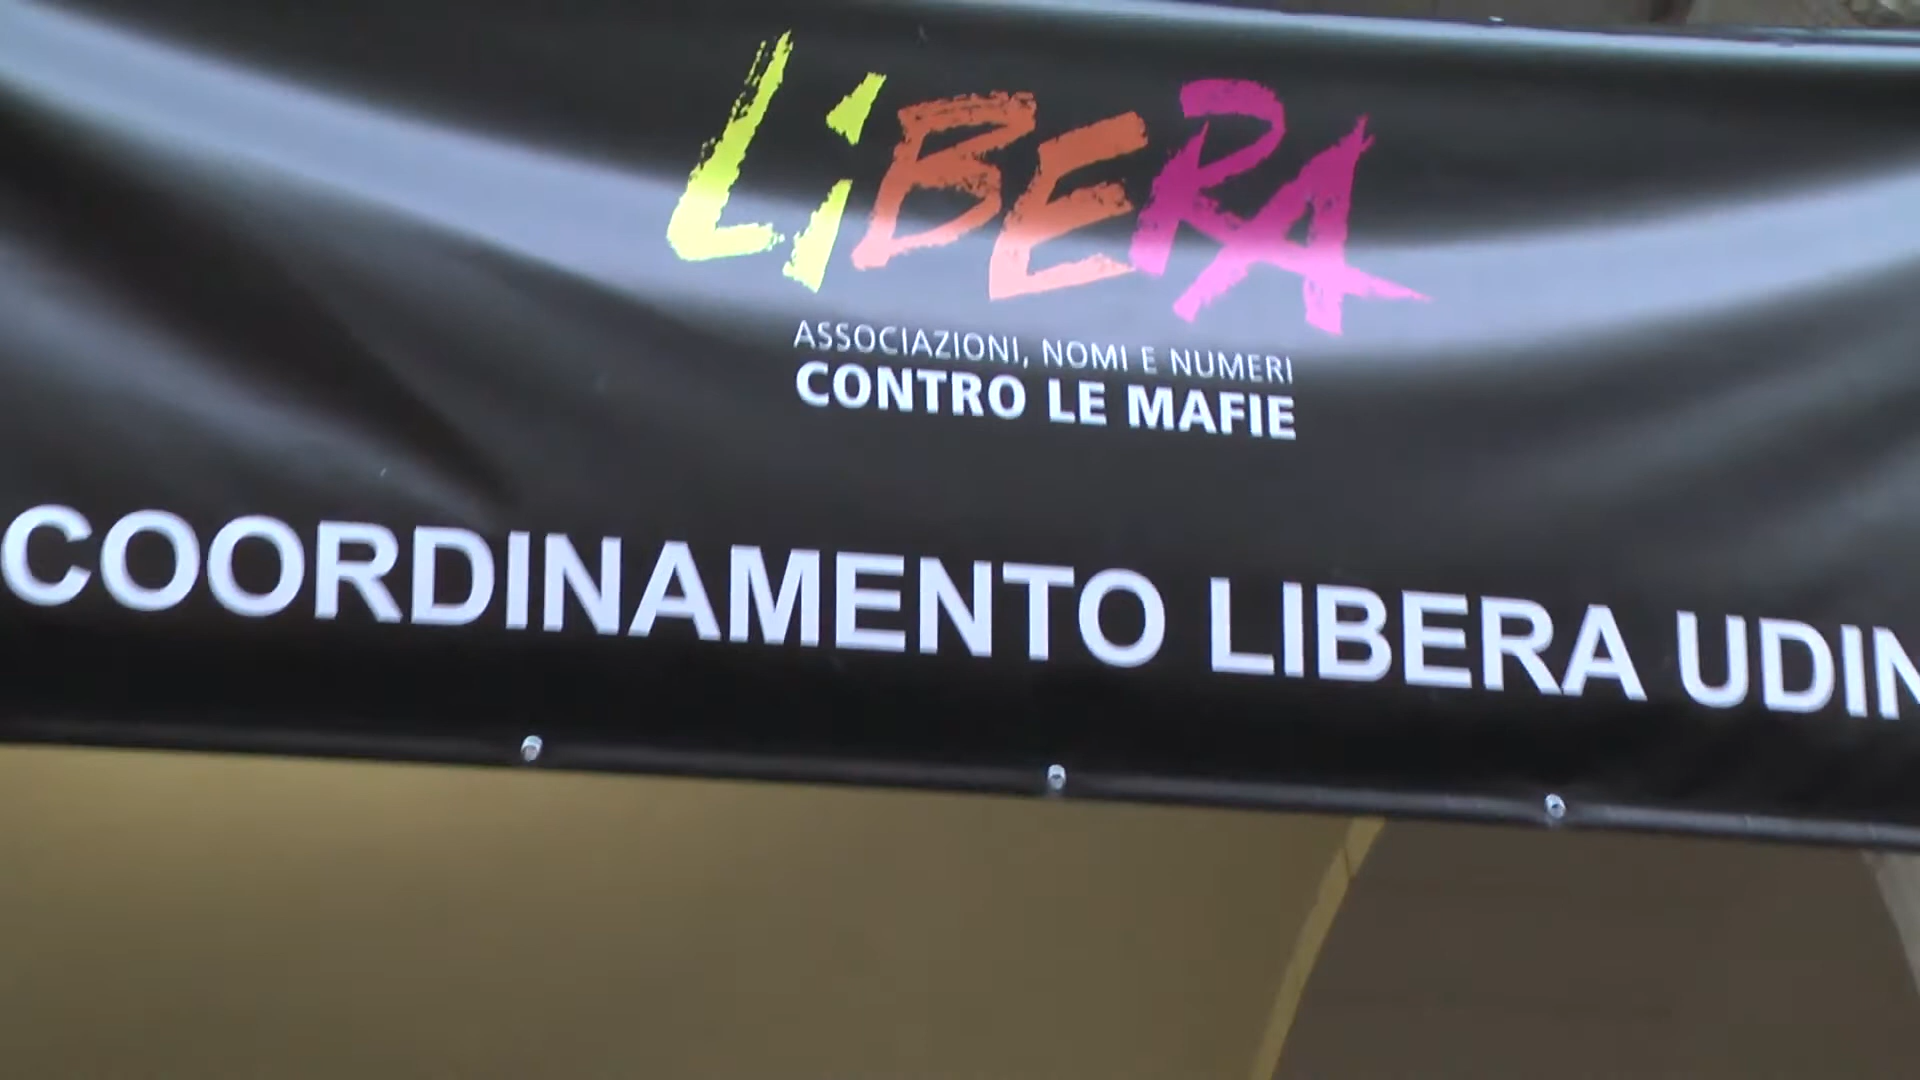 LiBERA
ASSOCIAZIONI, NOMI E NUMERI
CONTRO LE MAFIE
COORDINAMENTO LIBERA UDIN